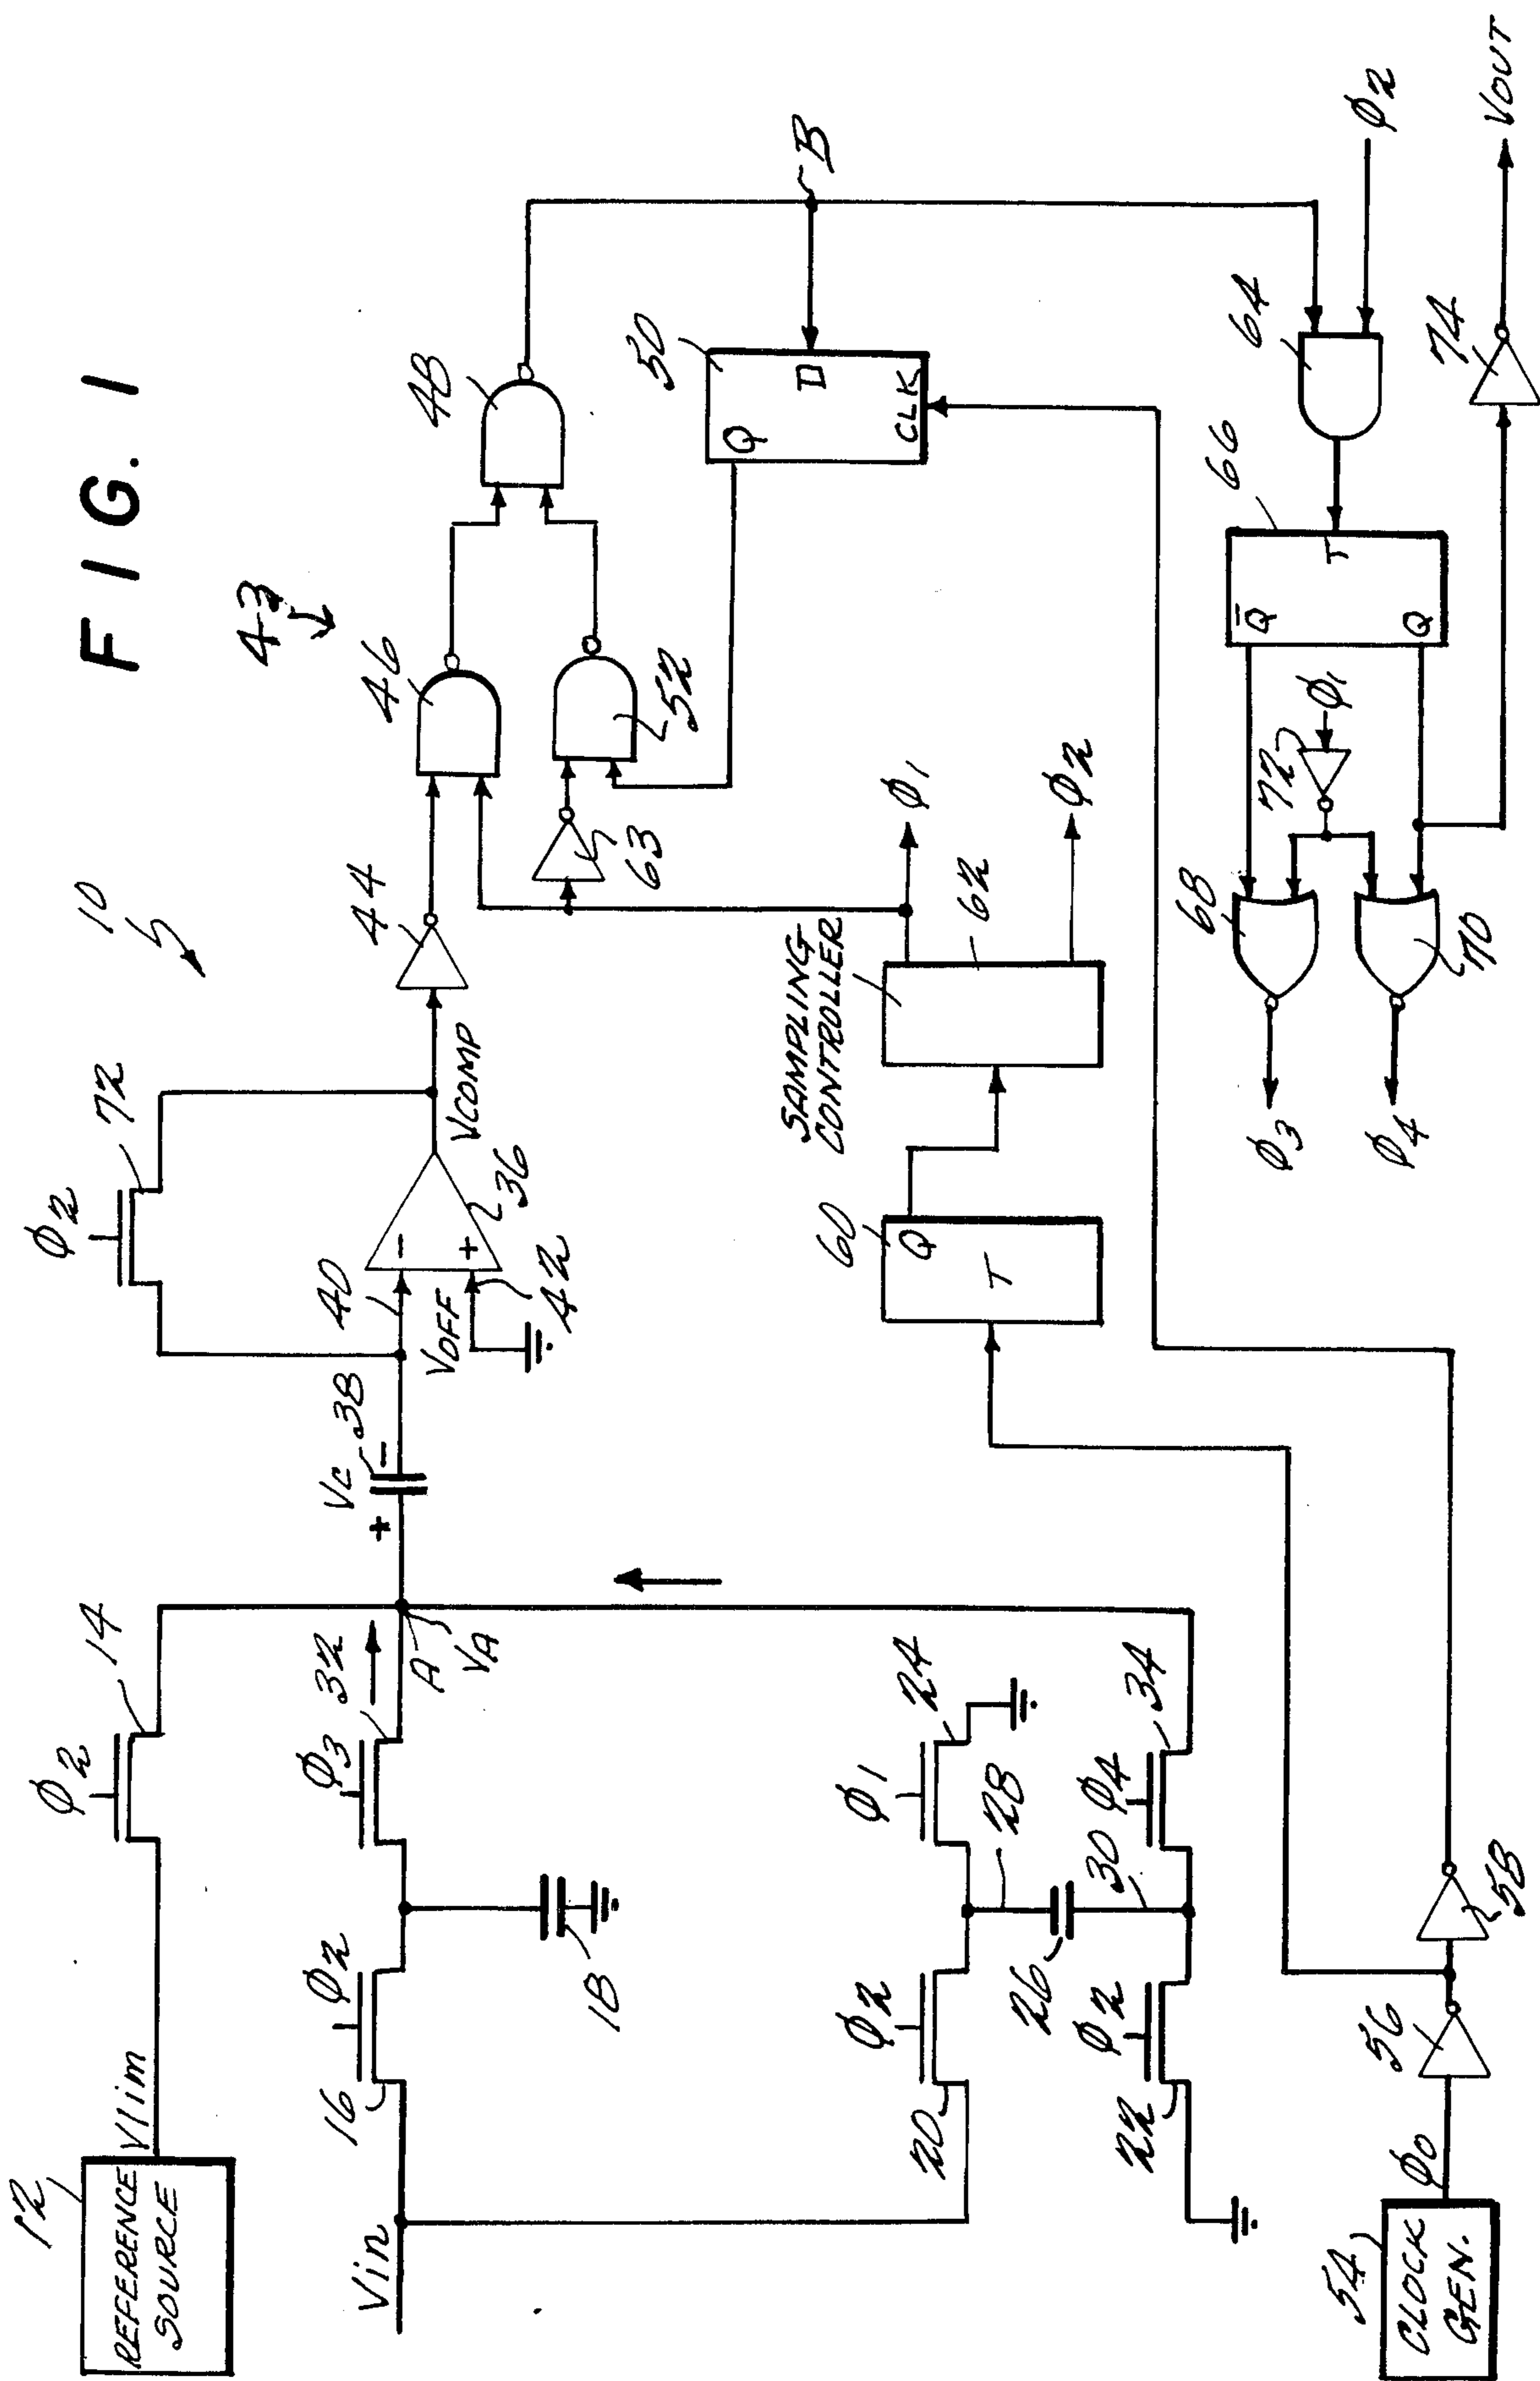 FIG. 1
10
43
12
REFERENCE
SOURCE
Vlim
φ2
14
φ2
72
Vin
16
φ2
18
φ3
32
A
VA
Vc
+
-
38
40
VOFF
42
-
+
36
VCOMP
44
46
48
63
52
50
Q
D
CLK
B
20
φ2
φ1
24
28
26
30
22
φ2
φ4
34
SAMPLING
CONTROLLER
60
Q
T
62
φ1
φ2
54
CLOCK
GEN.
φ0
56
58
φ3
φ4
68
70
72
φ1
66
Q̅
Q
T
64
φ2
74
VOUT